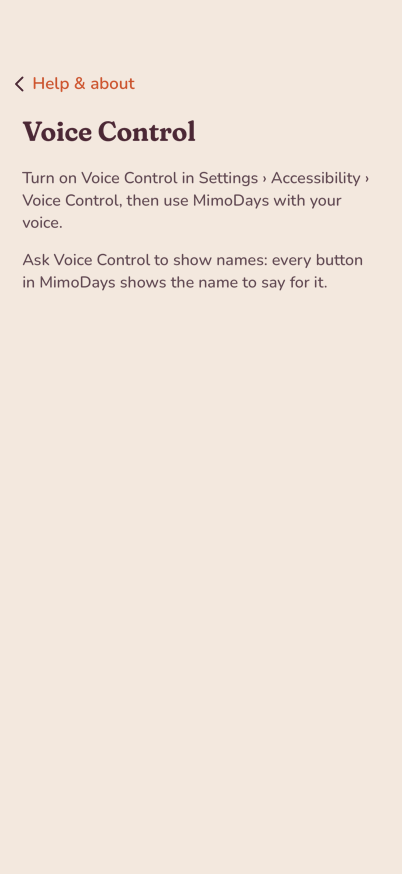 Help & about
Voice Control
Turn on Voice Control in Settings › Accessibility ›
Voice Control, then use MimoDays with your
voice.
Ask Voice Control to show names: every button
in MimoDays shows the name to say for it.